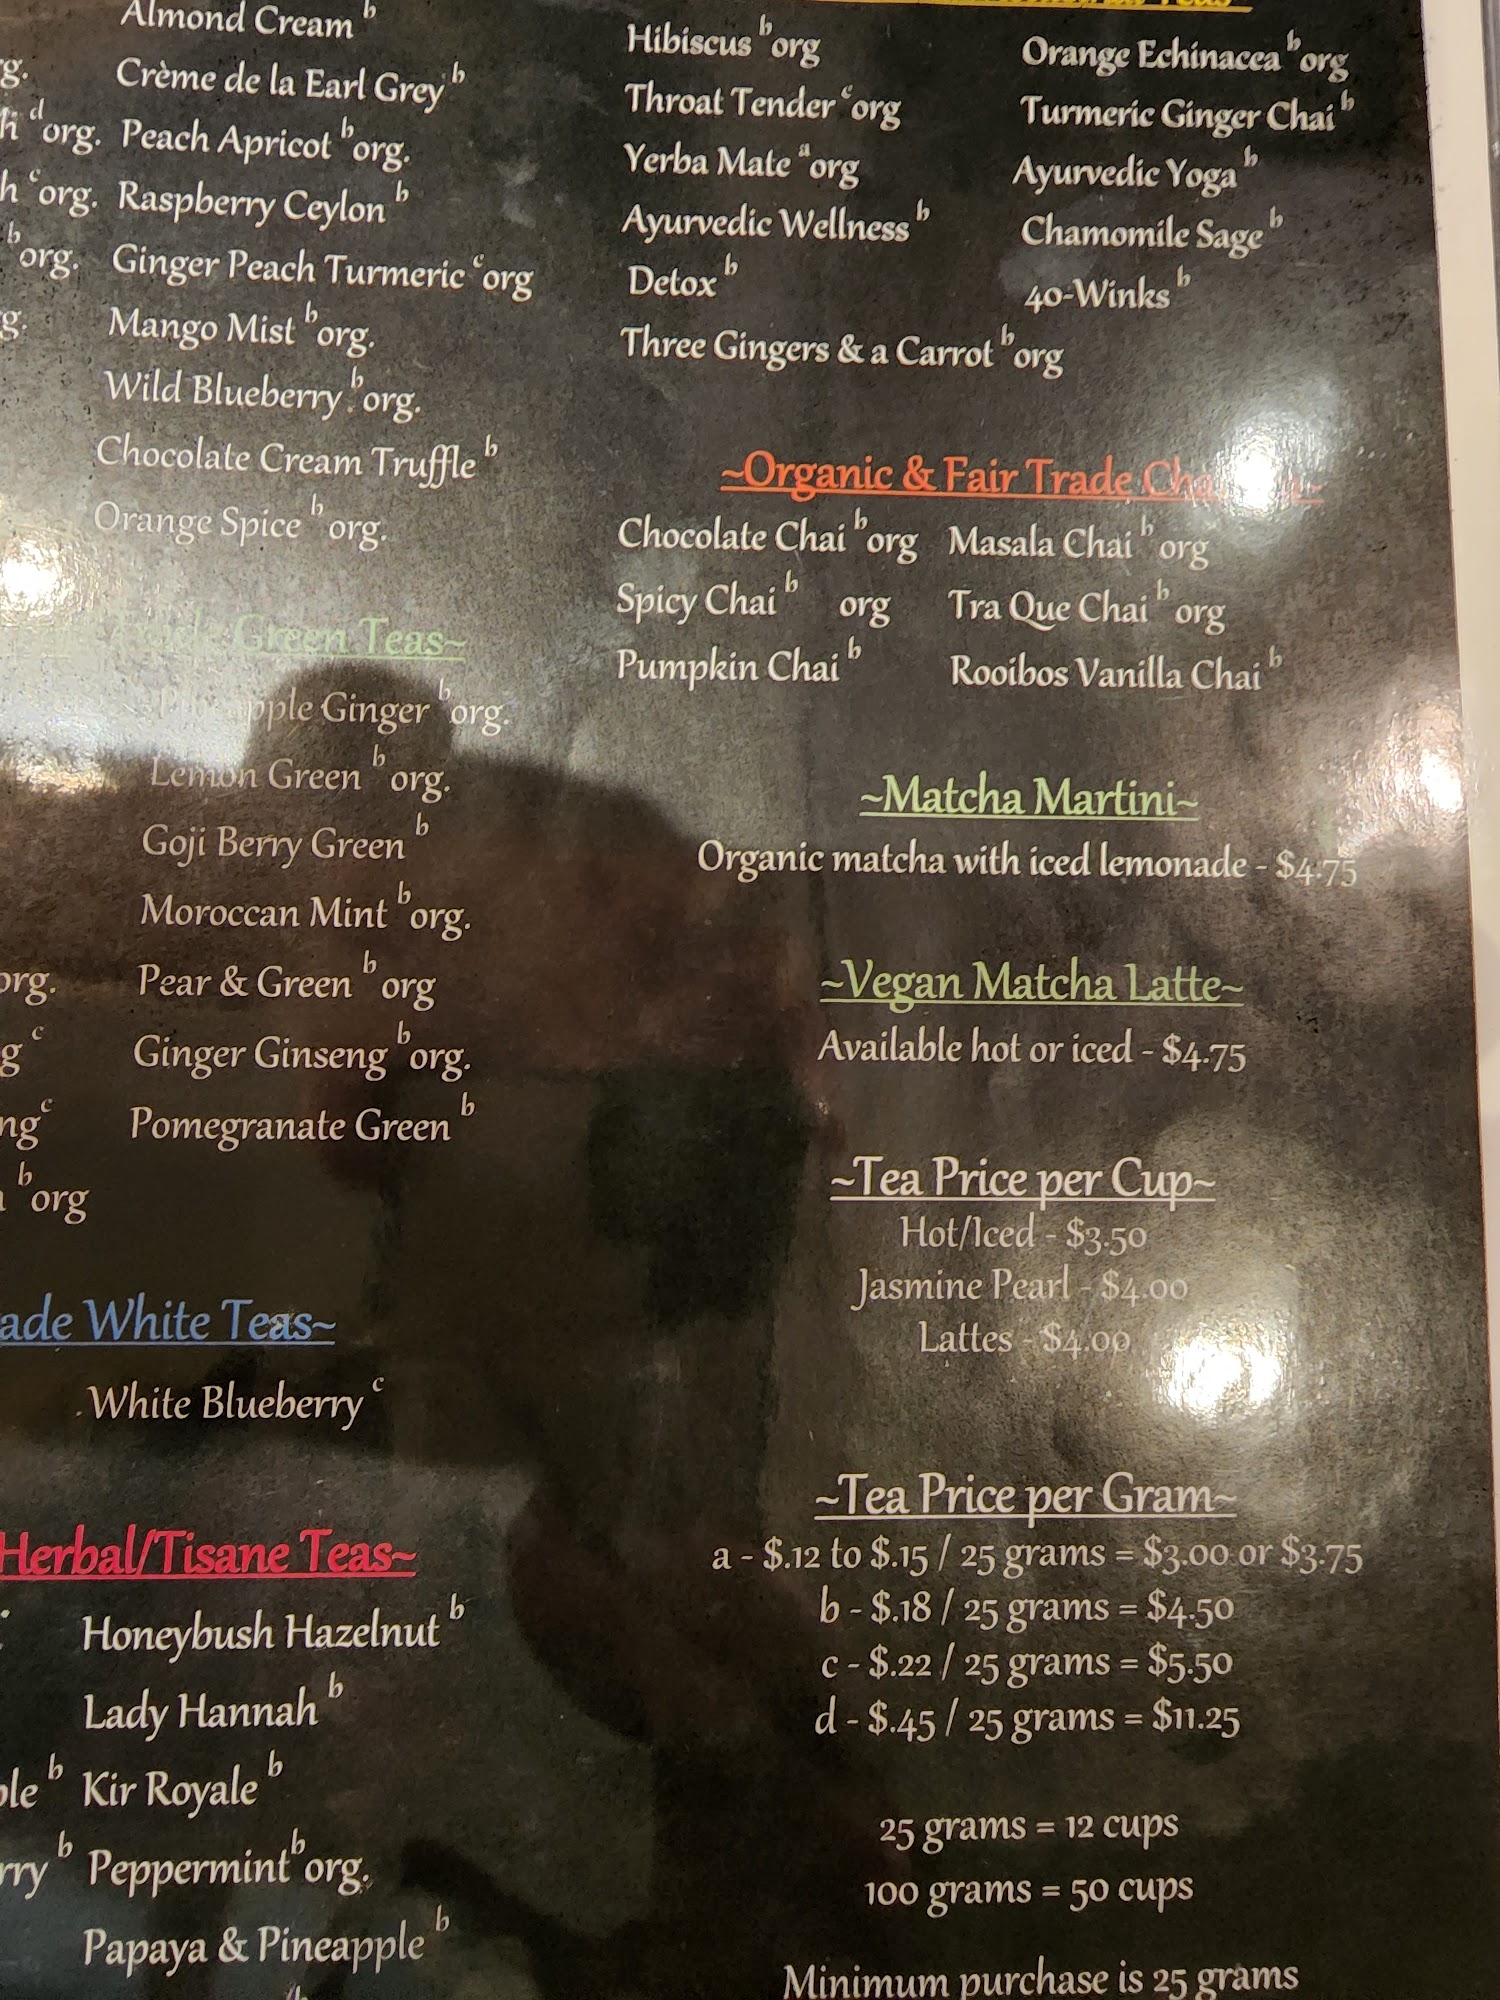 Almond Cream b
Crème de la Earl Grey b
org. Peach Apricot b org.
org. Raspberry Ceylon b
org. Ginger Peach Turmeric c org
Mango Mist b org.
Wild Blueberry b org.
Chocolate Cream Truffle b
Orange Spice b org.
Green Teas~
Ginger b org.
Lemon Green b org.
Goji Berry Green b
Moroccan Mint b org.
org. Pear & Green b org
Ginger Ginseng b org.
Pomegranate Green b
b org
White Teas~
White Blueberry c
Herbal/Tisane Teas~
Honeybush Hazelnut b
Lady Hannah b
Kir Royale b
Peppermint b org.
Papaya & Pineapple b
Teas~
Hibiscus b org Orange Echinacea b org
Throat Tender c org Turmeric Ginger Chai b
Yerba Mate a org Ayurvedic Yoga b
Ayurvedic Wellness b Chamomile Sage b
Detox b 40-Winks b
Three Gingers & a Carrot b org
~Organic & Fair Trade
Chocolate Chai b org Masala Chai b org
Spicy Chai b org Tra Que Chai b org
Pumpkin Chai b Rooibos Vanilla Chai b
~Matcha Martini~
Organic matcha with iced lemonade - $4.75
~Vegan Matcha Latte~
Available hot or iced - $4.75
~Tea Price per Cup~
Hot/Iced - $3.50
Jasmine Pearl - $4.00
Lattes - $4.00
~Tea Price per Gram~
a - $.12 to $.15 / 25 grams = $3.00 or $3.75
b - $.18 / 25 grams = $4.50
c - $.22 / 25 grams = $5.50
d - $.45 / 25 grams = $11.25
25 grams = 12 cups
100 grams = 50 cups
Minimum purchase is 25 grams